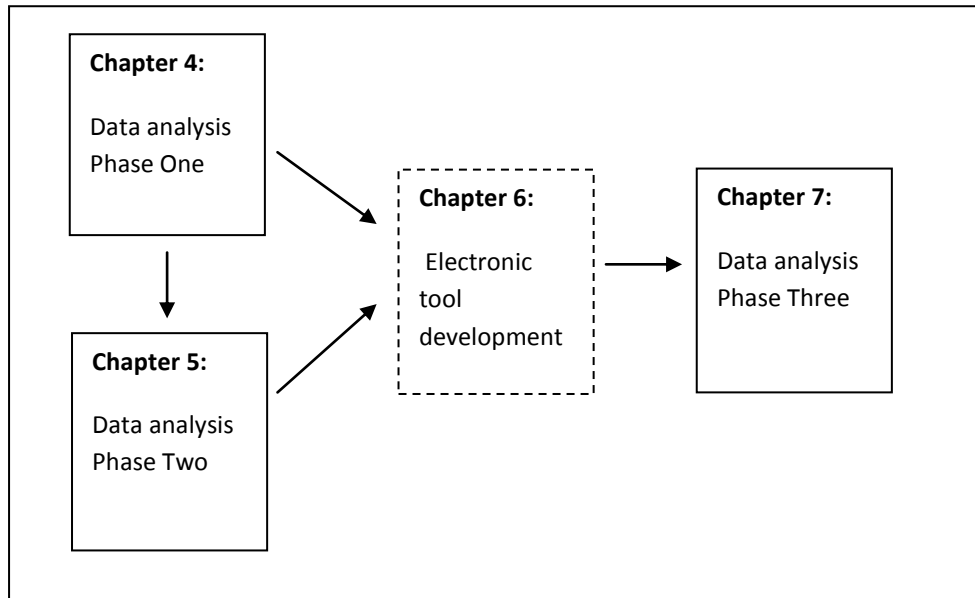 Chapter 4:
Data analysis
Phase One
Chapter 5:
Data analysis
Phase Two
Chapter 6:
Electronic
tool
development
Chapter 7:
Data analysis
Phase Three